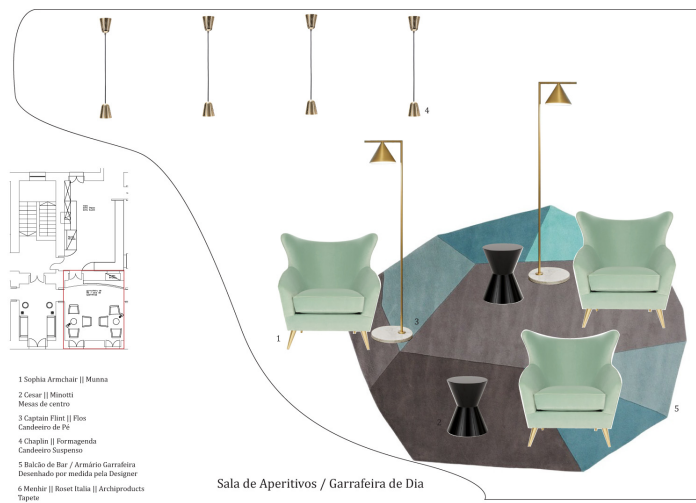 4
3
1
2
5
1 Sophia Armchair || Munna
2 Cesar || Minotti
Mesas de centro
3 Captain Flint || Flos
Candeeiro de Pé
4 Chaplin || Formagenda
Candeeiro Suspenso
5 Balcão de Bar / Armário Garrafeira
Desenhado por medida pela Designer
6 Menhir || Roset Italia || Archiproducts
Tapete
Sala de Aperitivos / Garrafeira de Dia